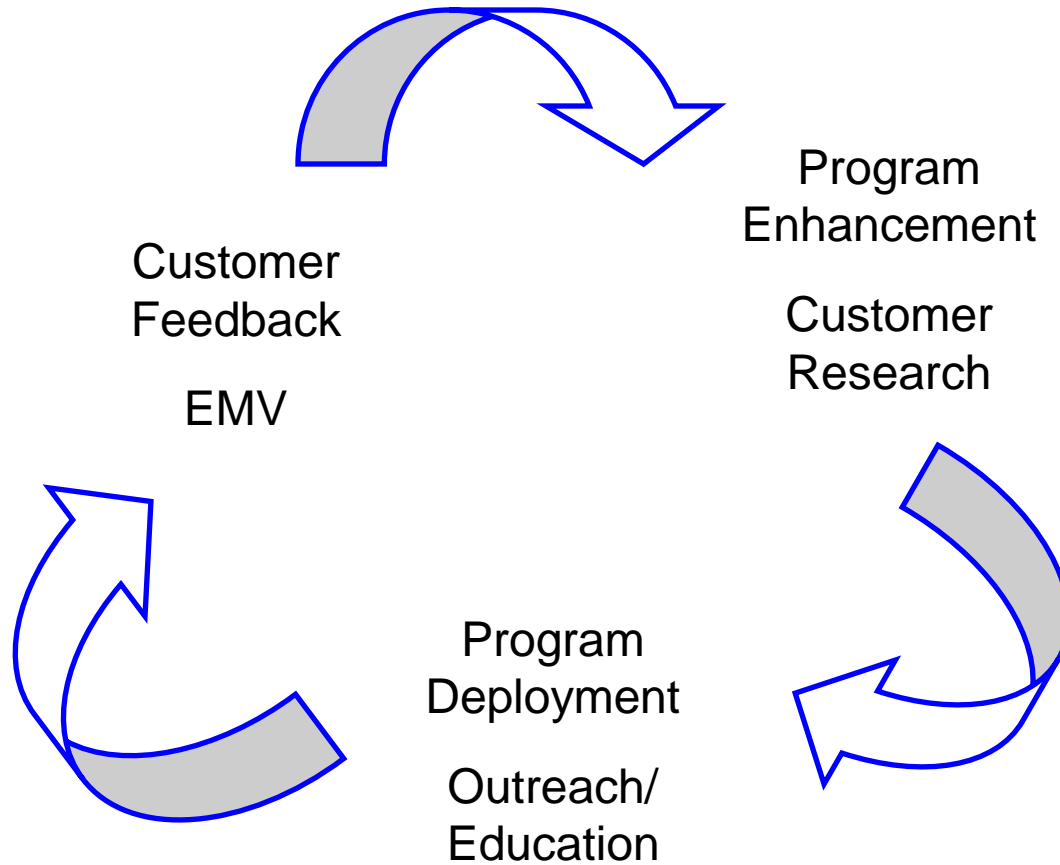 Customer
Feedback
EMV
Program
Enhancement
Customer
Research
Program
Deployment
Outreach/
Education